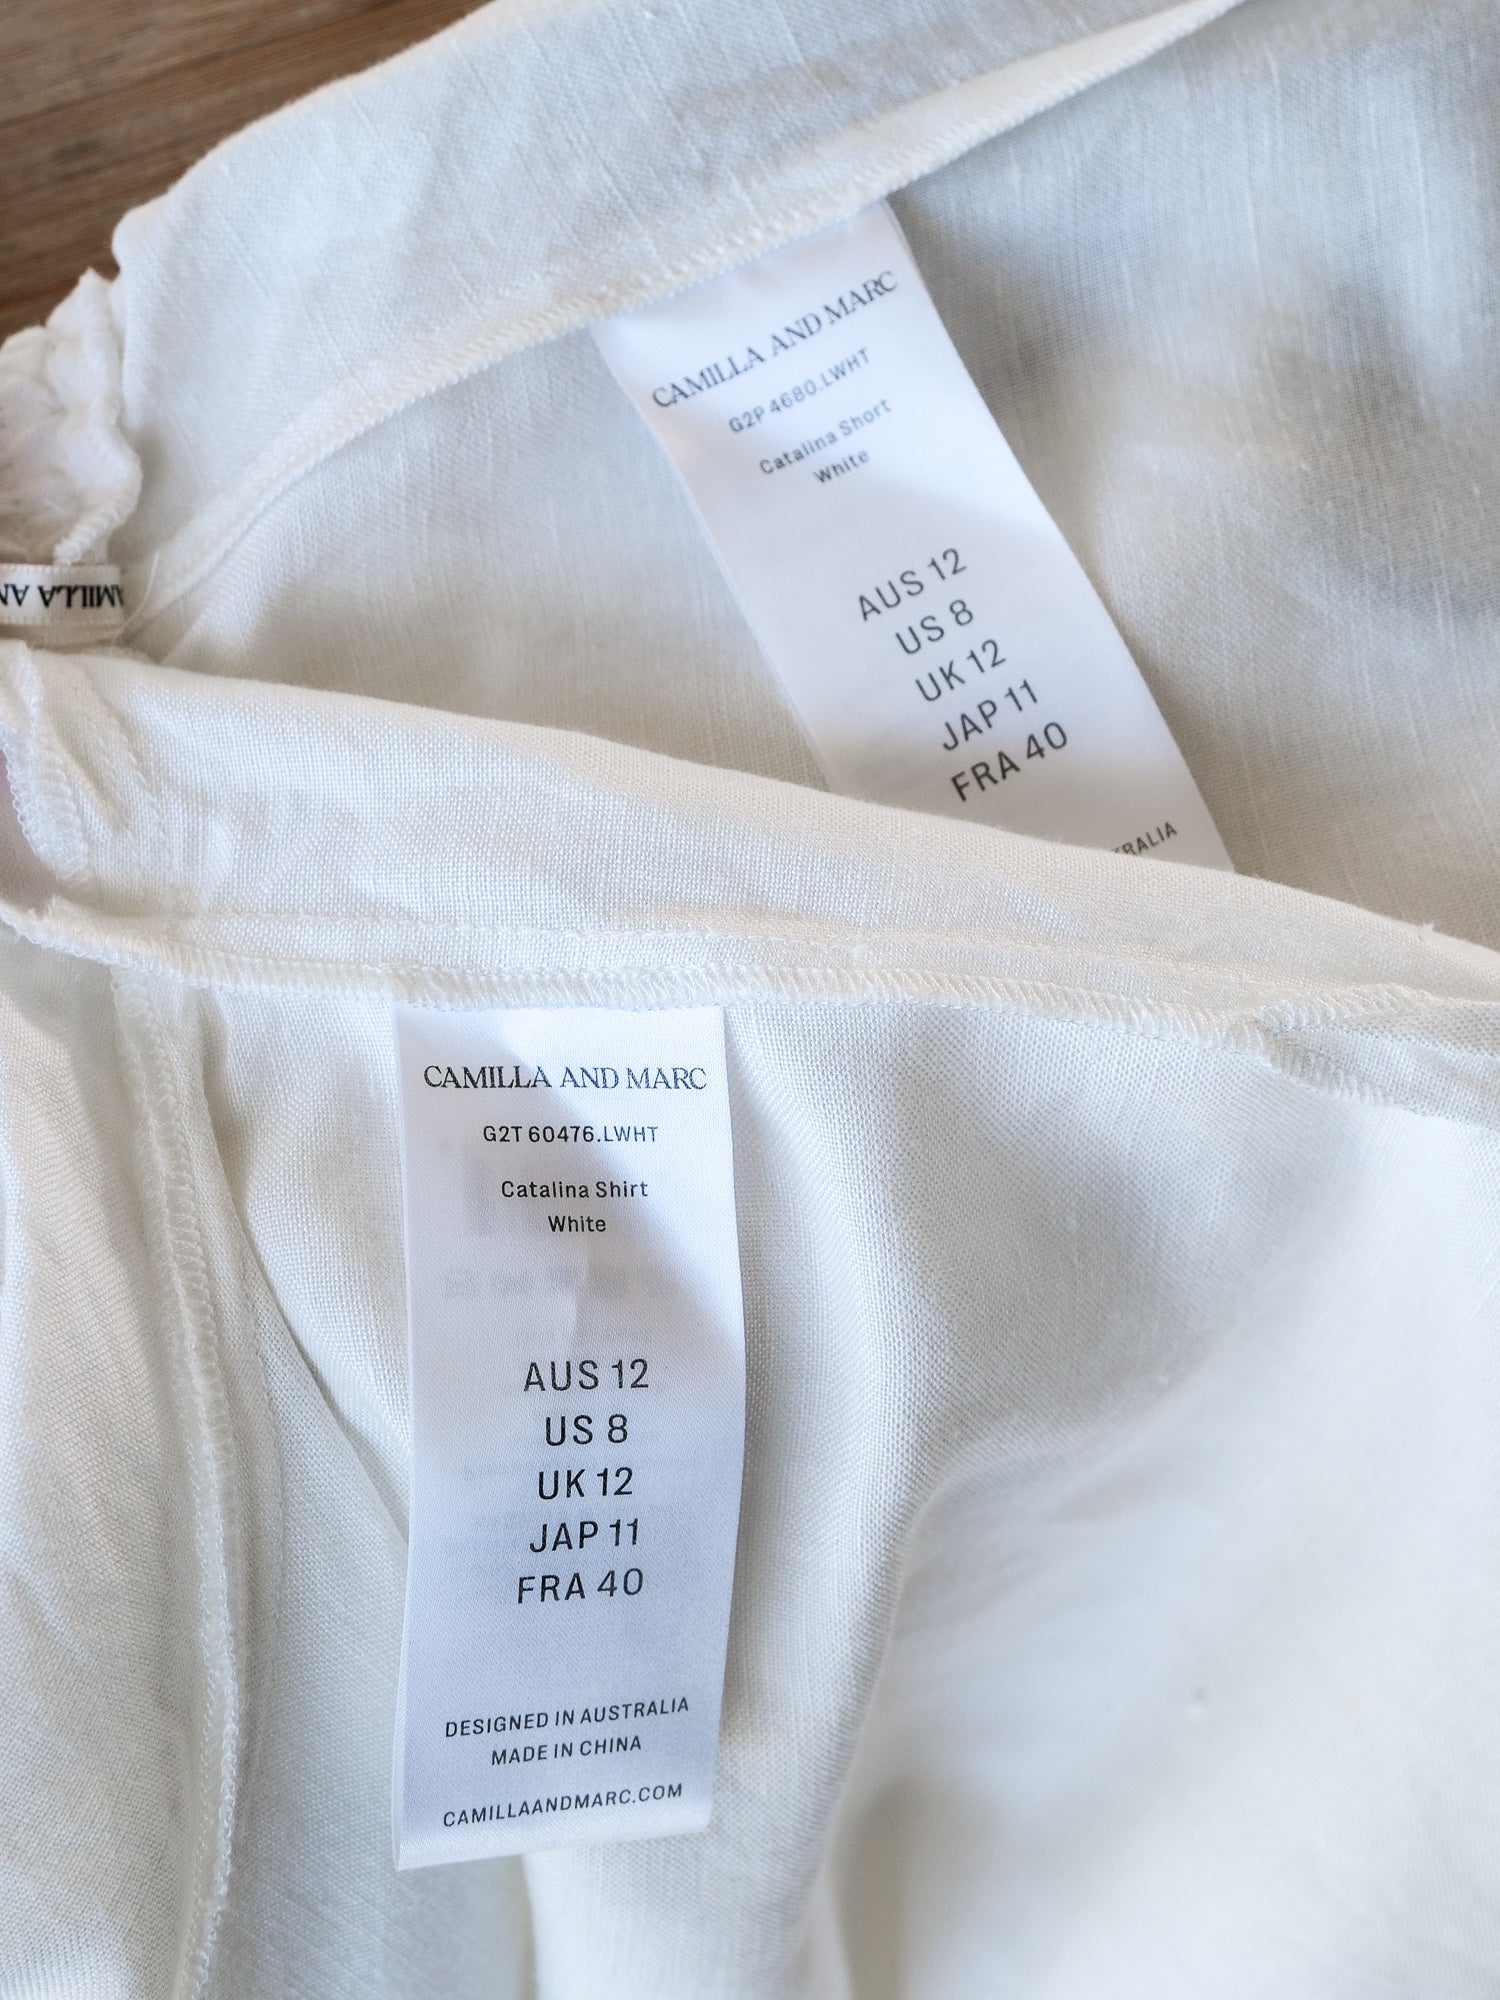 CAMILLA AND MARC
G2P 4680.LWHT
Catalina Short
White
AUS 12
US 8
UK 12
JAP 11
FRA 40
CAMILLA AND MARC
G2T 60476.LWHT
Catalina Shirt
White
AUS 12
US 8
UK 12
JAP 11
FRA 40
DESIGNED IN AUSTRALIA
MADE IN CHINA
CAMILLAANDMARC.COM